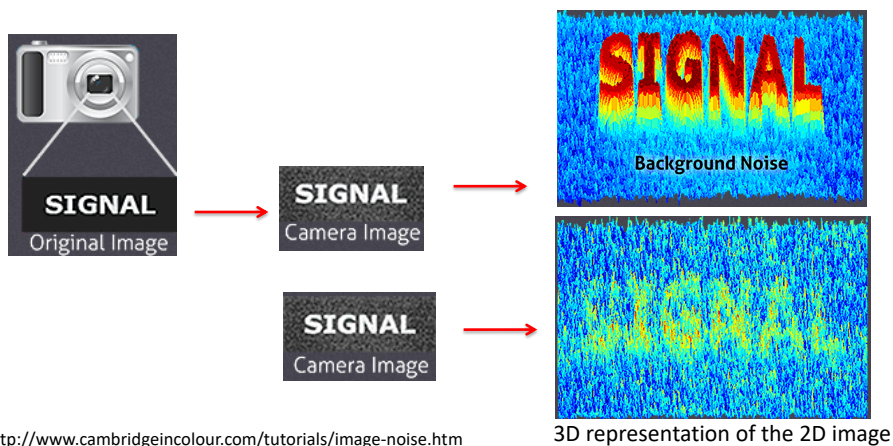 SIGNAL
Original Image
SIGNAL
Camera Image
SIGNAL
Background Noise
SIGNAL
Camera Image
SIGNAL
3D representation of the 2D image
tp://www.cambridgeincolour.com/tutorials/image-noise.htm